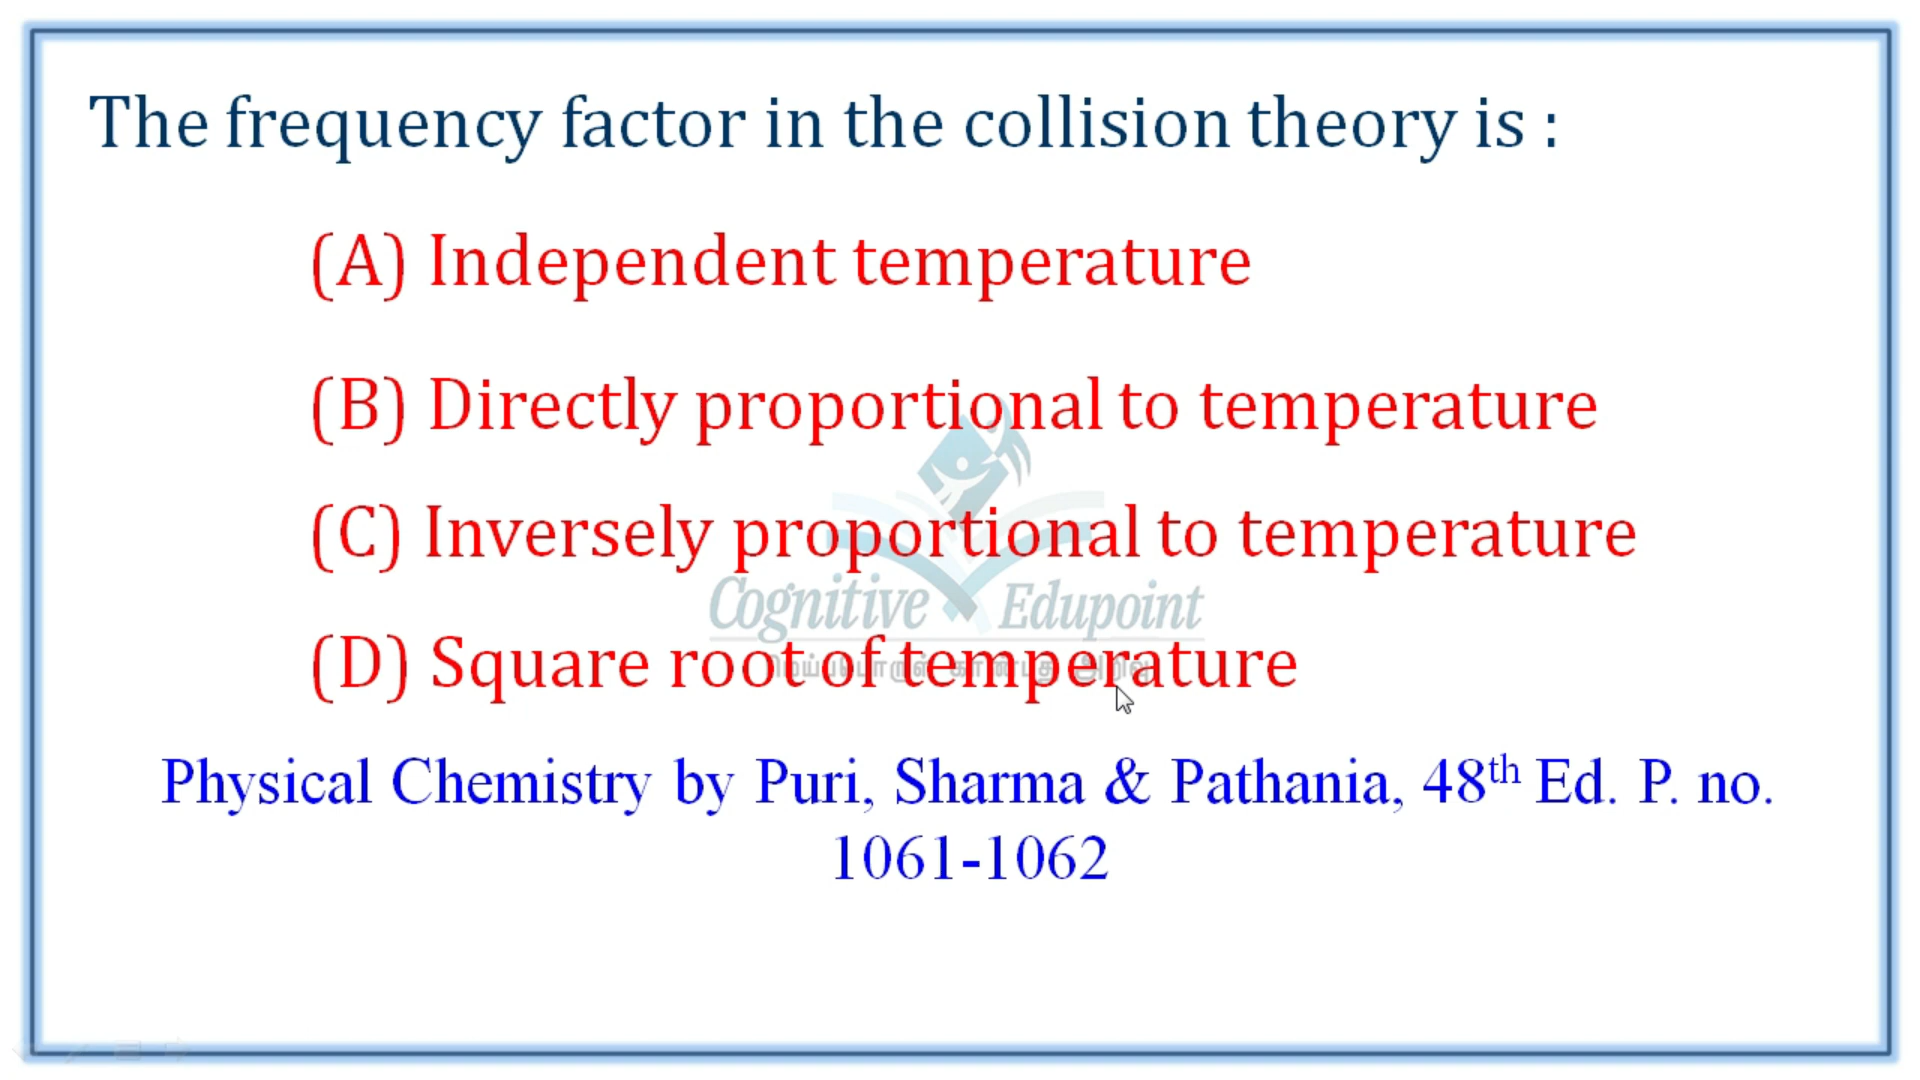 The frequency factor in the collision theory is :
(A) Independent temperature
(B) Directly proportional to temperature
(C) Inversely proportional to temperature
Cognitive Edupoint
(D) Square root of temperature
Physical Chemistry by Puri, Sharma & Pathania, 48th Ed. P. no.
1061-1062